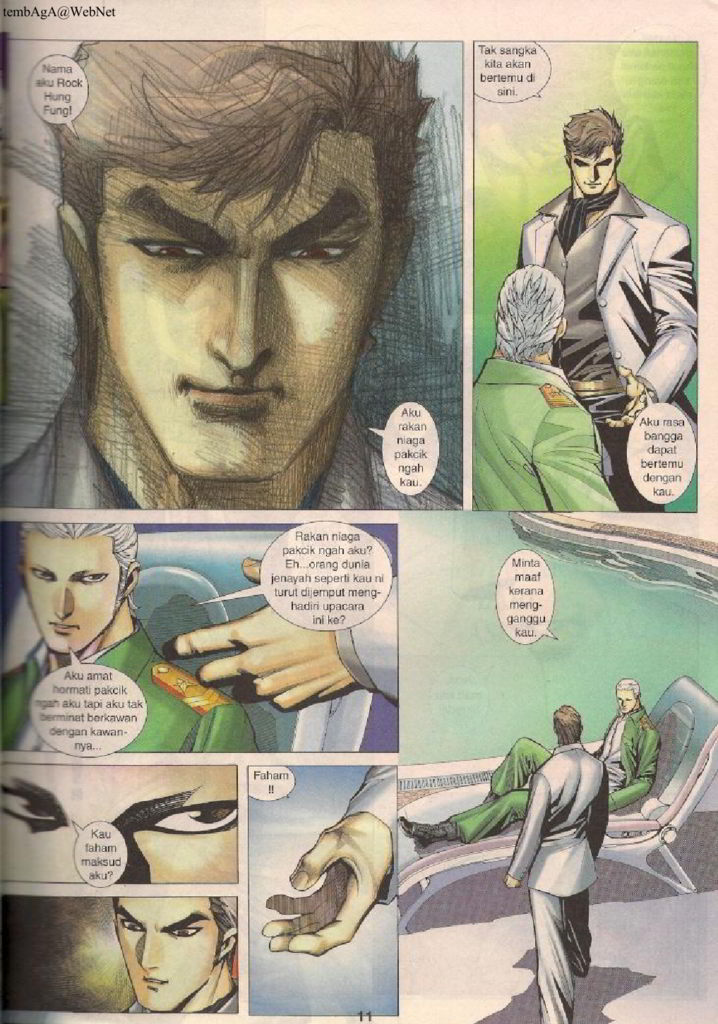 tembAgA@WebNet
Nama
aku Rock
Hung
Fung!
Aku
rakan
niaga
pakcik
ngah
kau.
Tak sangka
kita akan
bertemu di
sini.
Aku rasa
bangga
dapat
bertemu
dengan
kau.
Rakan niaga
pakcik ngah aku?
Eh...orang dunia
jenayah seperti kau ni
turut dijemput meng-
hadiri upacara
ini ke?
Aku amat
hormati pakcik
ngah aku tapi aku tak
berminat berkawan
dengan kawan-
nya...
Minta
maaf
kerana
meng-
ganggu
kau.
Kau
faham
maksud
aku?
Faham
!!
11